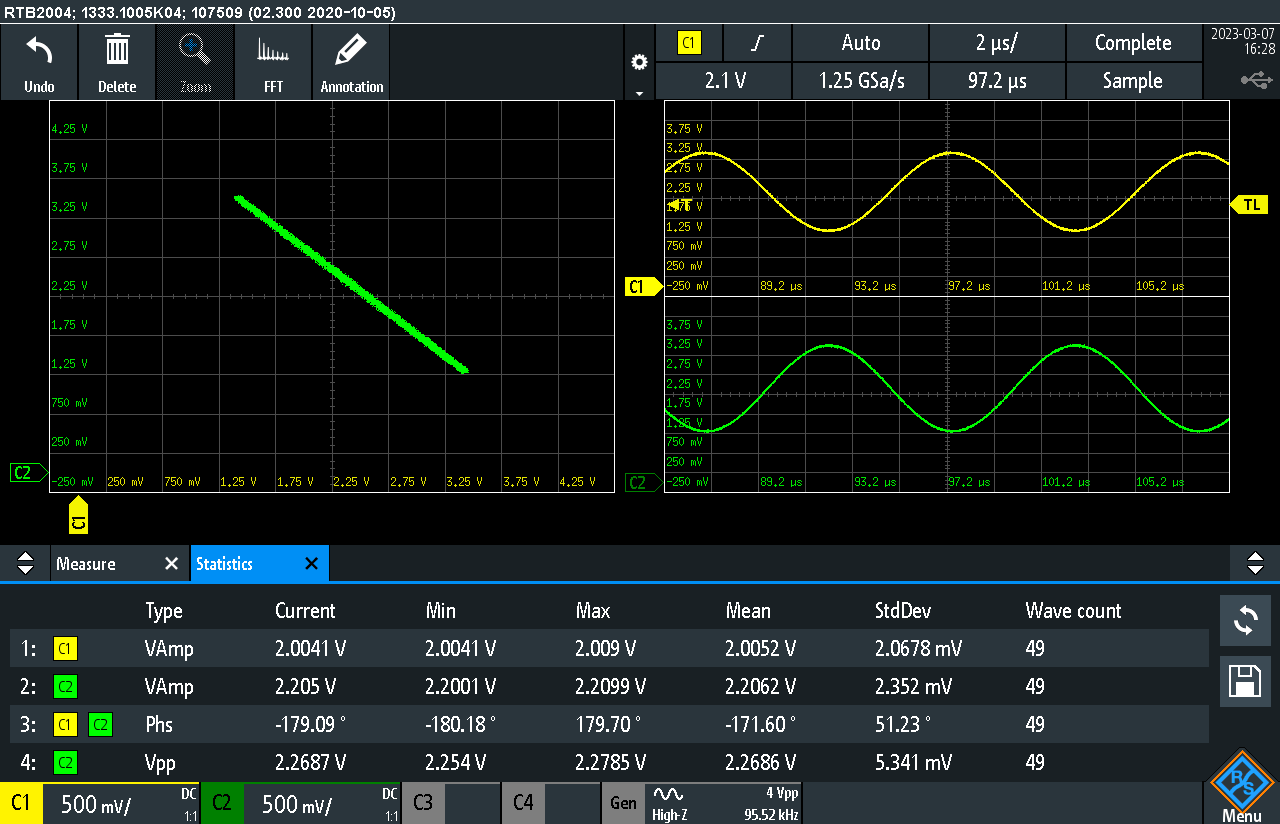 RTB2004; 1333.1005K04; 107509 (02.300 2020-10-05)
Undo Delete Zoom FFT Annotation
C1 Auto 2 µs/ Complete
2.1 V 1.25 GSa/s 97.2 µs Sample
2023-03-07
16:28
4.25 V
3.75 V
3.25 V
2.75 V
2.25 V
1.75 V
1.25 V
750 mV
250 mV
C2
-250 mV 250 mV 750 mV 1.25 V 1.75 V 2.25 V 2.75 V 3.25 V 3.75 V 4.25 V
C1
3.75 V
3.25 V
2.75 V
2.25 V
1.75 V
T
TL
1.25 V
750 mV
250 mV
C1
-250 mV 89.2 µs 93.2 µs 97.2 µs 101.2 µs 105.2 µs
3.75 V
3.25 V
2.75 V
2.25 V
1.75 V
1.25 V
750 mV
250 mV
C2
-250 mV 89.2 µs 93.2 µs 97.2 µs 101.2 µs 105.2 µs
Measure Statistics
Type Current Min Max Mean StdDev Wave count
1: C1 VAmp 2.0041 V 2.0041 V 2.009 V 2.0052 V 2.0678 mV 49
2: C2 VAmp 2.205 V 2.2001 V 2.2099 V 2.2062 V 2.352 mV 49
3: C1 C2 Phs -179.09 ° -180.18 ° 179.70 ° -171.60 ° 51.23 ° 49
4: C2 Vpp 2.2687 V 2.254 V 2.2785 V 2.2686 V 5.341 mV 49
C1 500 mV/ DC 1:1 C2 500 mV/ DC 1:1 C3 C4 Gen High-Z 4 Vpp 95.52 kHz
R&S
Menu